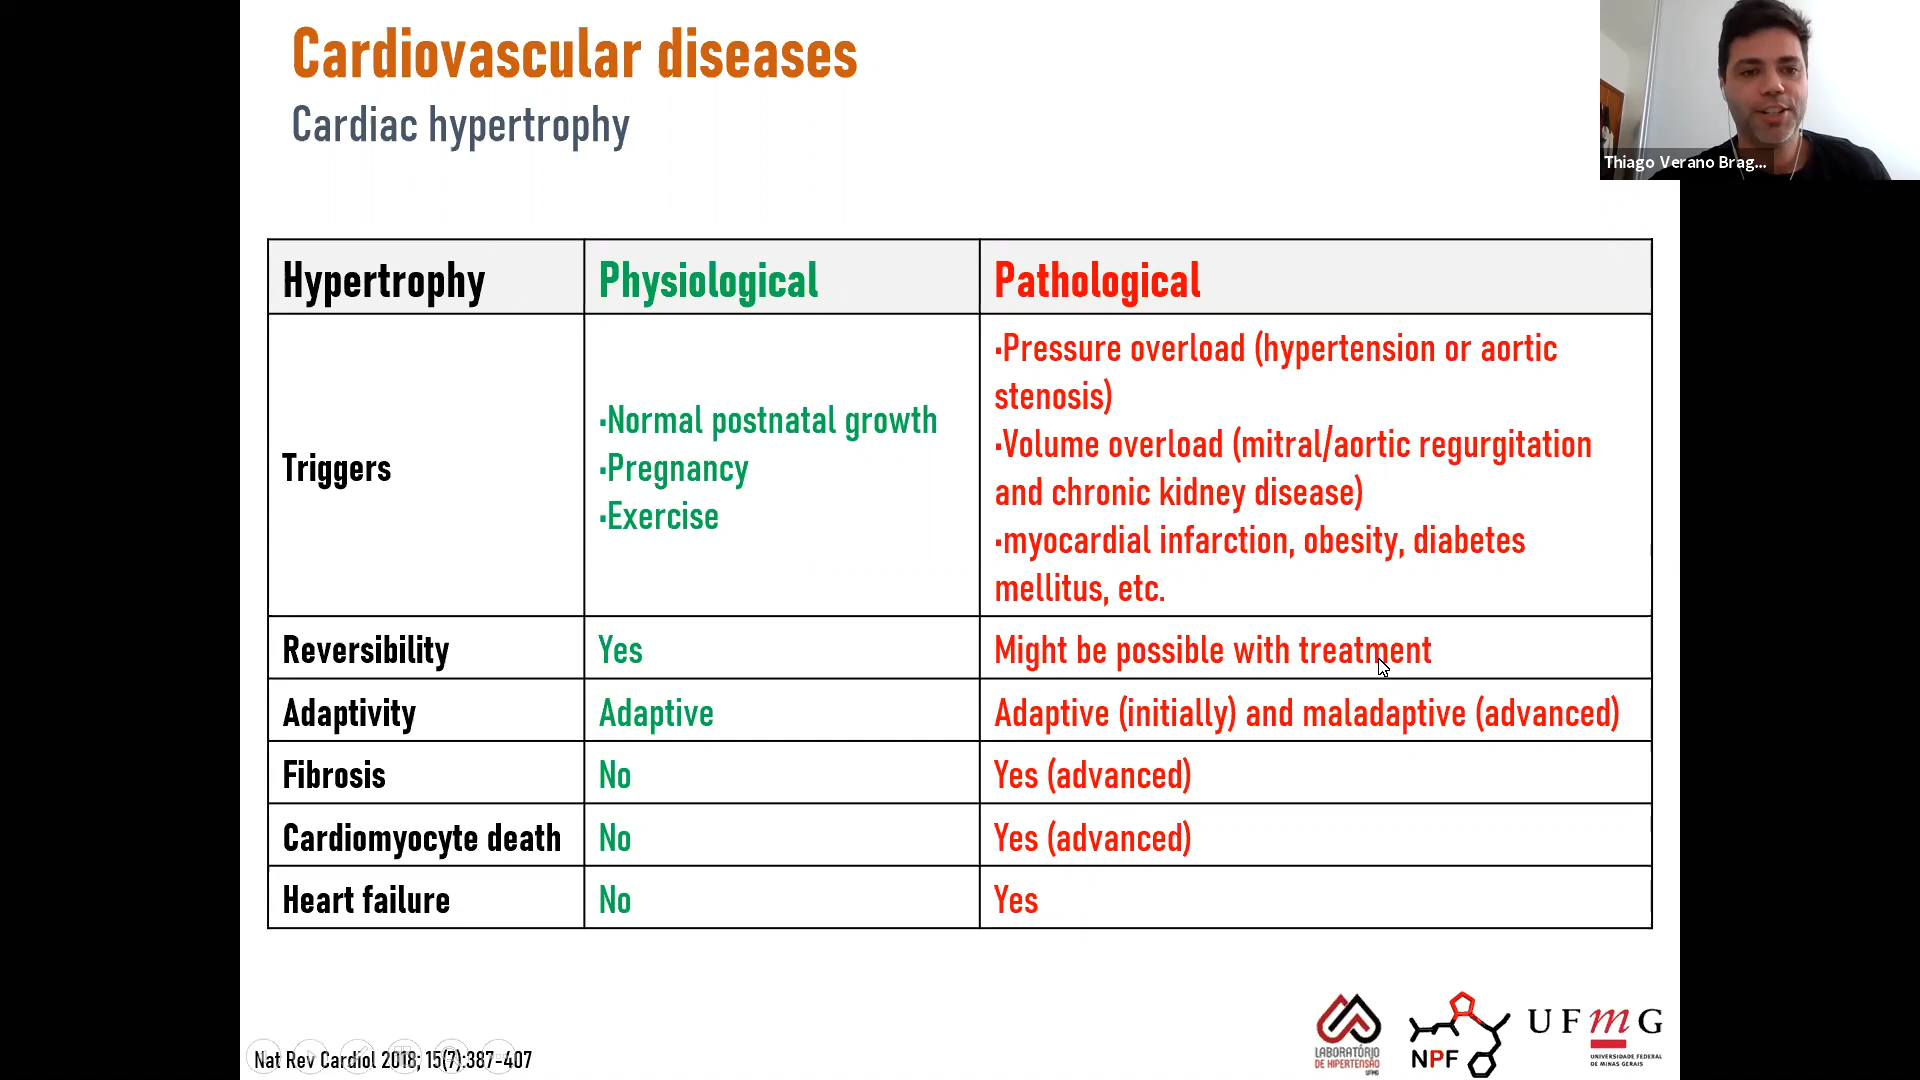 Cardiovascular diseases
Cardiac hypertrophy
Thiago Verano Brag...
Hypertrophy
Physiological
Pathological
Triggers
·Normal postnatal growth
·Pregnancy
·Exercise
·Pressure overload (hypertension or aortic
stenosis)
·Volume overload (mitral/aortic regurgitation
and chronic kidney disease)
·myocardial infarction, obesity, diabetes
mellitus, etc.
Reversibility
Yes
Might be possible with treatment
Adaptivity
Adaptive
Adaptive (initially) and maladaptive (advanced)
Fibrosis
No
Yes (advanced)
Cardiomyocyte death
No
Yes (advanced)
Heart failure
No
Yes
Nat Rev Cardiol 2018; 15(7):387-407
LABORATÓRIO
DE HIPERTENSÃO
UFMG
NPF
UFmG
UNIVERSIDADE FEDERAL
DE MINAS GERAIS